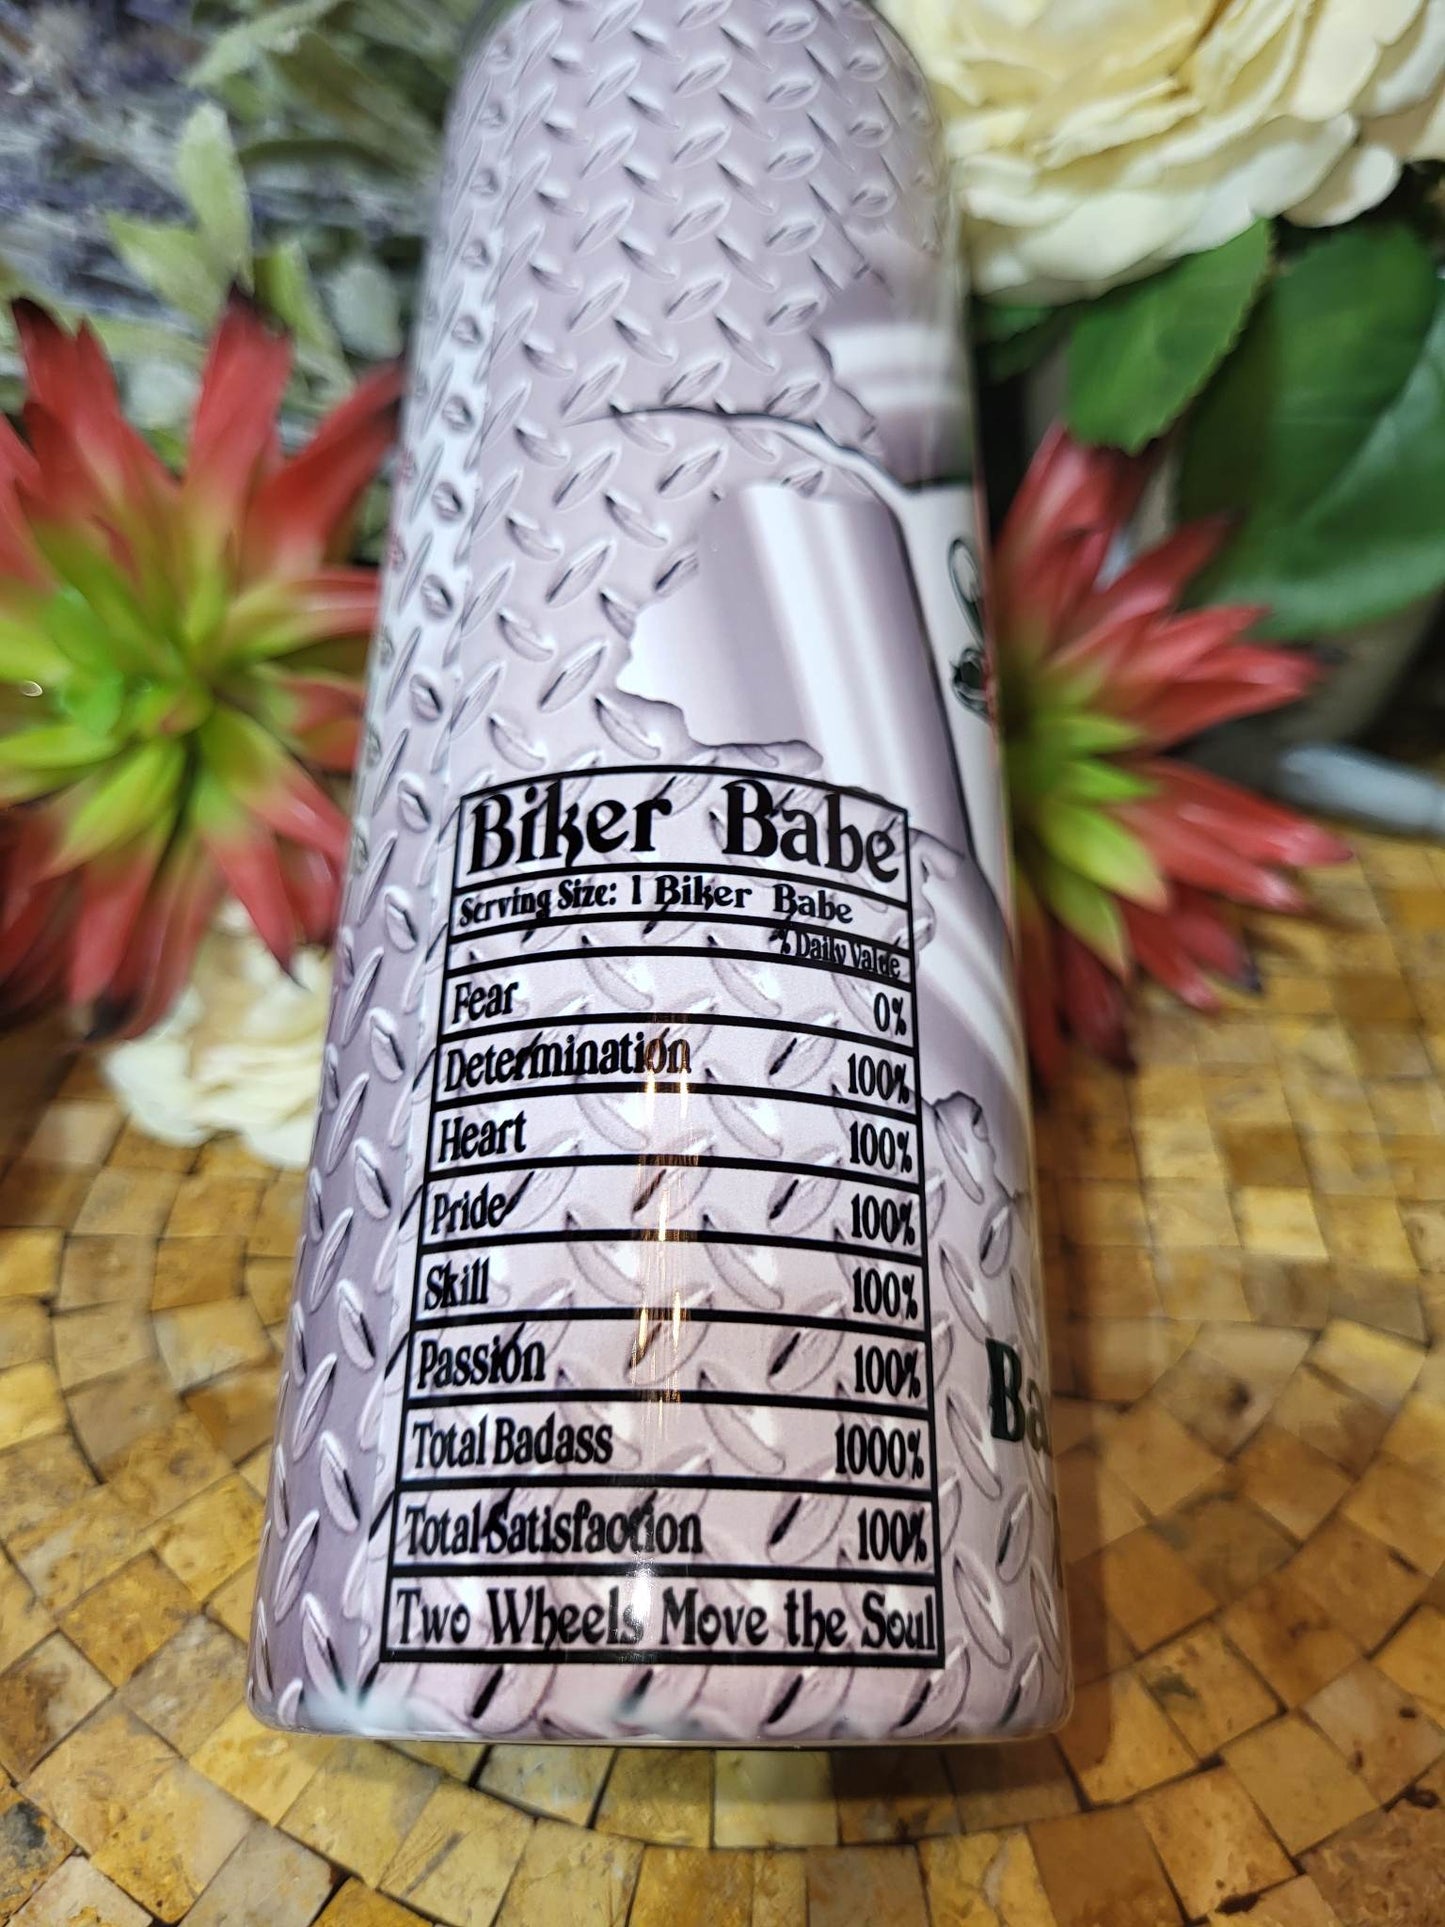 Biker Babe
Serving Size: 1 Biker Babe
% Daily Value
Fear 0%
Determination 100%
Heart 100%
Pride 100%
Skill 100%
Passion 100%
Total Badass 1000%
Total Satisfaction 100%
Two Wheels Move the Soul
Ba